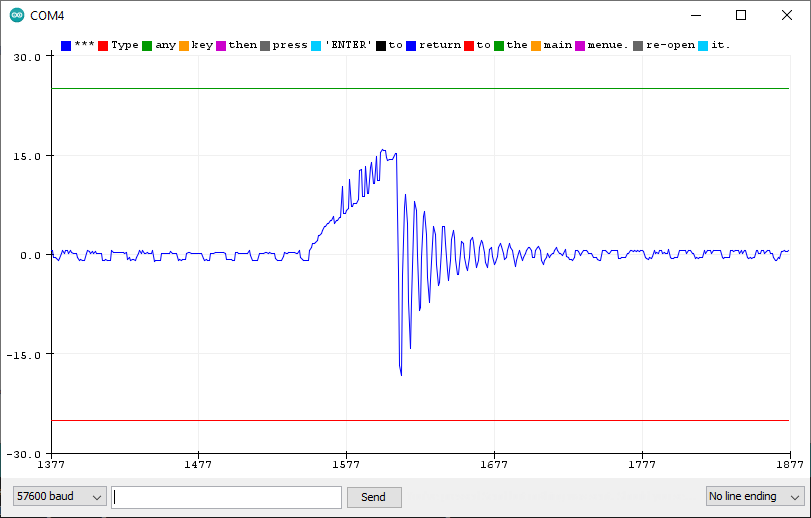 COM4
*** Type any key then press 'ENTER' to return to the main menue. re-open it.
30.0
15.0
0.0
-15.0
-30.0
1377 1477 1577 1677 1777 1877
57600 baud Send No line ending